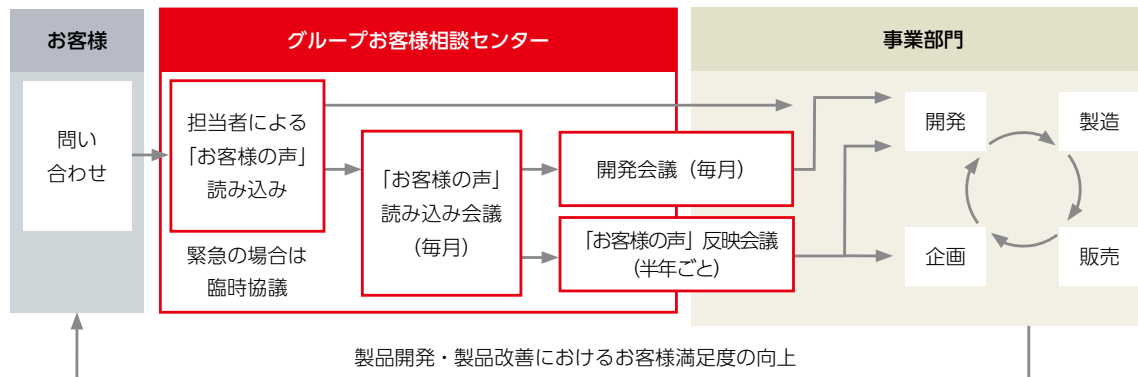 お客様
グループお客様相談センター
事業部門
問い
合わせ
担当者による
「お客様の声」
読み込み
緊急の場合は
臨時協議
「お客様の声」
読み込み会議
（毎月）
開発会議（毎月）
「お客様の声」反映会議
（半年ごと）
開発
製造
企画
販売
製品開発・製品改善におけるお客様満足度の向上